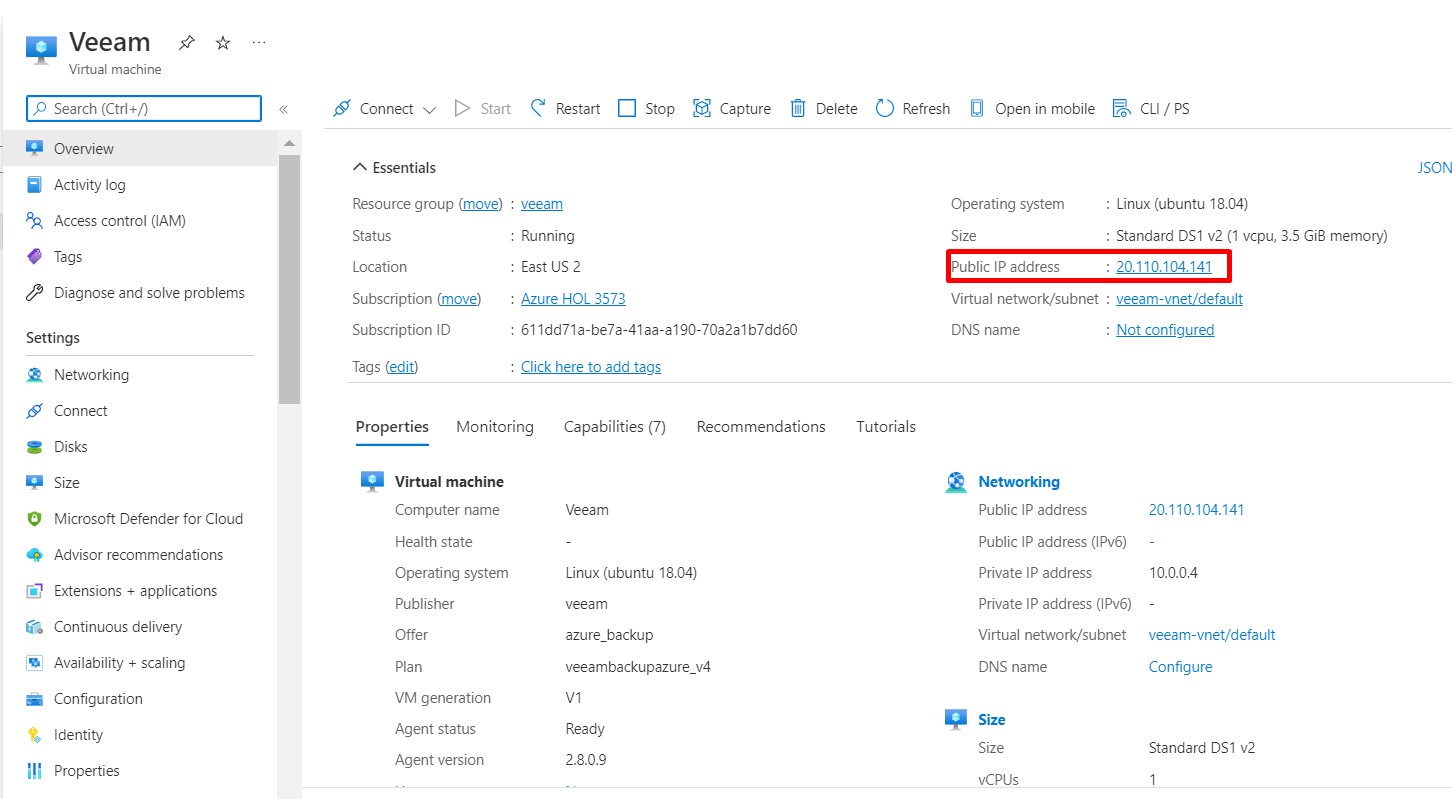 Veeam
Virtual machine
Search (Ctrl+/)
Overview
Activity log
Access control (IAM)
Tags
Diagnose and solve problems
Settings
Networking
Connect
Disks
Size
Microsoft Defender for Cloud
Advisor recommendations
Extensions + applications
Continuous delivery
Availability + scaling
Configuration
Identity
Properties
Connect Start Restart Stop Capture Delete Refresh Open in mobile CLI / PS
Essentials
JSON
Resource group (move) : veeam
Status : Running
Location : East US 2
Subscription (move) : Azure HOL 3573
Subscription ID : 611dd71a-be7a-41aa-a190-70a2a1b7dd60
Tags (edit) : Click here to add tags
Operating system : Linux (ubuntu 18.04)
Size : Standard DS1 v2 (1 vcpu, 3.5 GiB memory)
Public IP address : 20.110.104.141
Virtual network/subnet : veeam-vnet/default
DNS name : Not configured
Properties Monitoring Capabilities (7) Recommendations Tutorials
Virtual machine
Computer name Veeam
Health state -
Operating system Linux (ubuntu 18.04)
Publisher veeam
Offer azure_backup
Plan veeambackupazure_v4
VM generation V1
Agent status Ready
Agent version 2.8.0.9
Networking
Public IP address 20.110.104.141
Public IP address (IPv6) -
Private IP address 10.0.0.4
Private IP address (IPv6) -
Virtual network/subnet veeam-vnet/default
DNS name Configure
Size
Size Standard DS1 v2
vCPUs 1